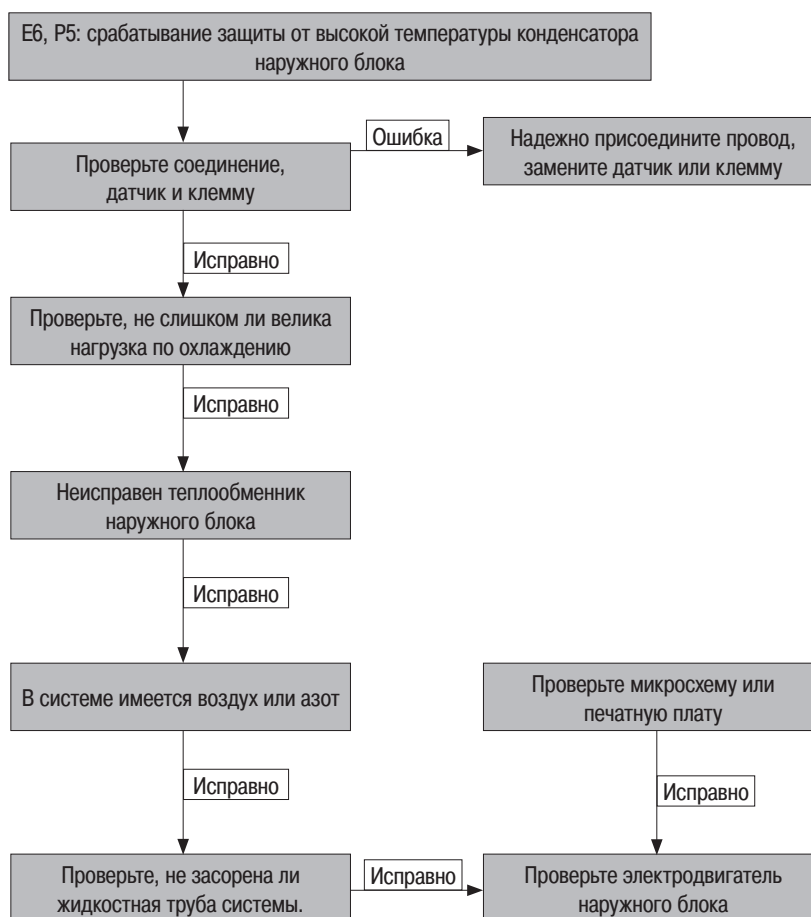 E6, P5: срабатывание защиты от высокой температуры конденсатора
наружного блока
Ошибка
Проверьте соединение,
датчик и клемму
Надежно присоедините провод,
замените датчик или клемму
Исправно
Проверьте, не слишком ли велика
нагрузка по охлаждению
Исправно
Неисправен теплообменник
наружного блока
Исправно
В системе имеется воздух или азот
Проверьте микросхему или
печатную плату
Исправно
Исправно
Проверьте, не засорена ли
жидкостная труба системы.
Исправно
Проверьте электродвигатель
наружного блока